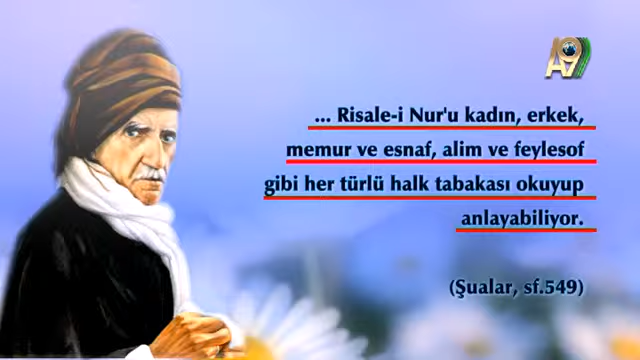 A9
... Risale-i Nur'u kadın, erkek,
memur ve esnaf, alim ve feylesof
gibi her türlü halk tabakası okuyup
anlayabiliyor.
(Şualar, sf.549)